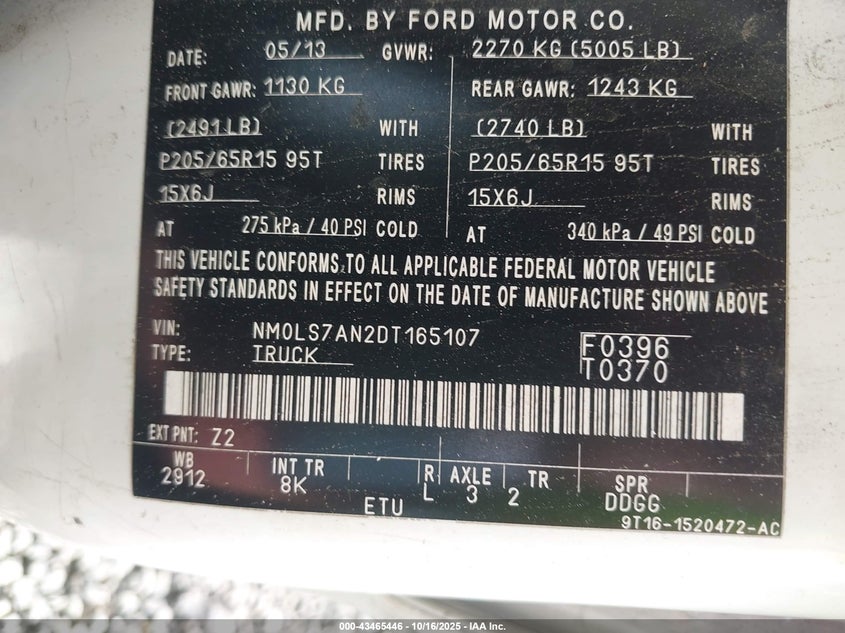 MFD. BY FORD MOTOR CO.
DATE: 05/13 GVWR: 2270 KG (5005 LB)
FRONT GAWR: 1130 KG REAR GAWR: 1243 KG
(2491 LB) WITH (2740 LB) WITH
P205/65R15 95T TIRES P205/65R15 95T TIRES
15X6J RIMS 15X6J RIMS
AT 275 kPa / 40 PSI COLD AT 340 kPa / 49 PSI COLD
THIS VEHICLE CONFORMS TO ALL APPLICABLE FEDERAL MOTOR VEHICLE
SAFETY STANDARDS IN EFFECT ON THE DATE OF MANUFACTURE SHOWN ABOVE
VIN: NM0LS7AN2DT165107 F0396
TYPE: TRUCK T0370
EXT PNT: Z2
WB INT TR R AXLE TR SPR
2912 8K L 3 2 DDGG
ETU 9T16-1520472-AC
000-43465446 - 10/16/2025 - IAA Inc.